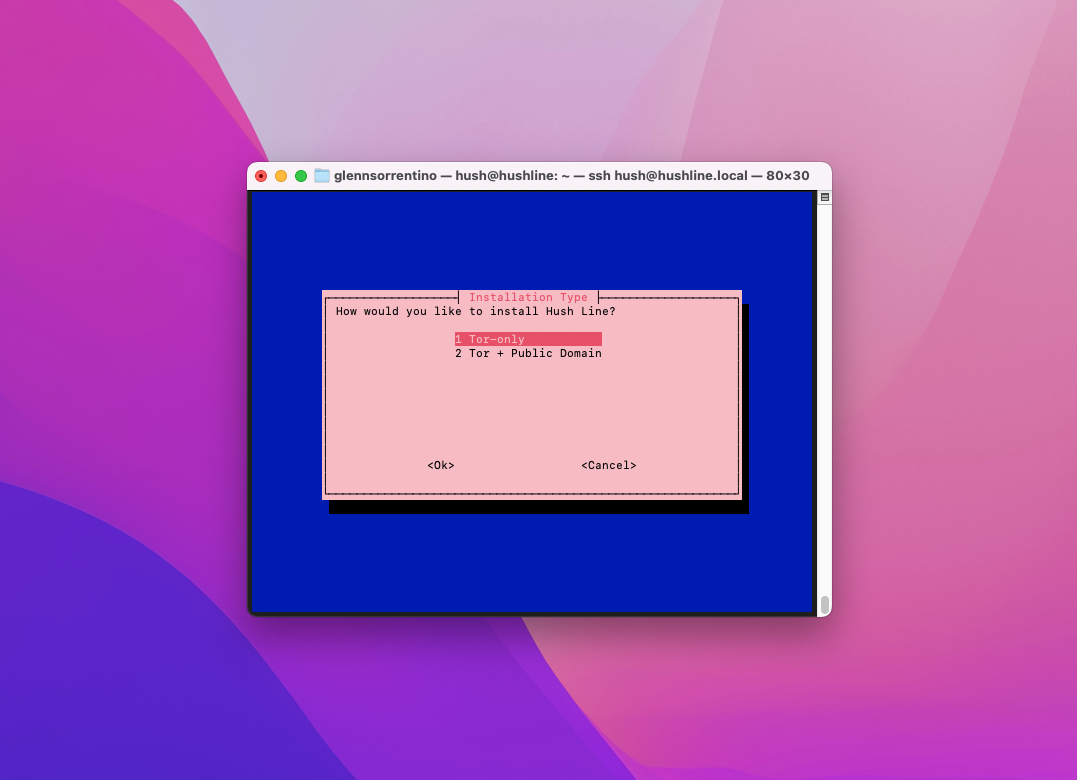 glennsorrentino — hush@hushline: ~ — ssh hush@hushline.local — 80×30
Installation Type
How would you like to install Hush Line?
1 Tor-only
2 Tor + Public Domain
<Ok> <Cancel>